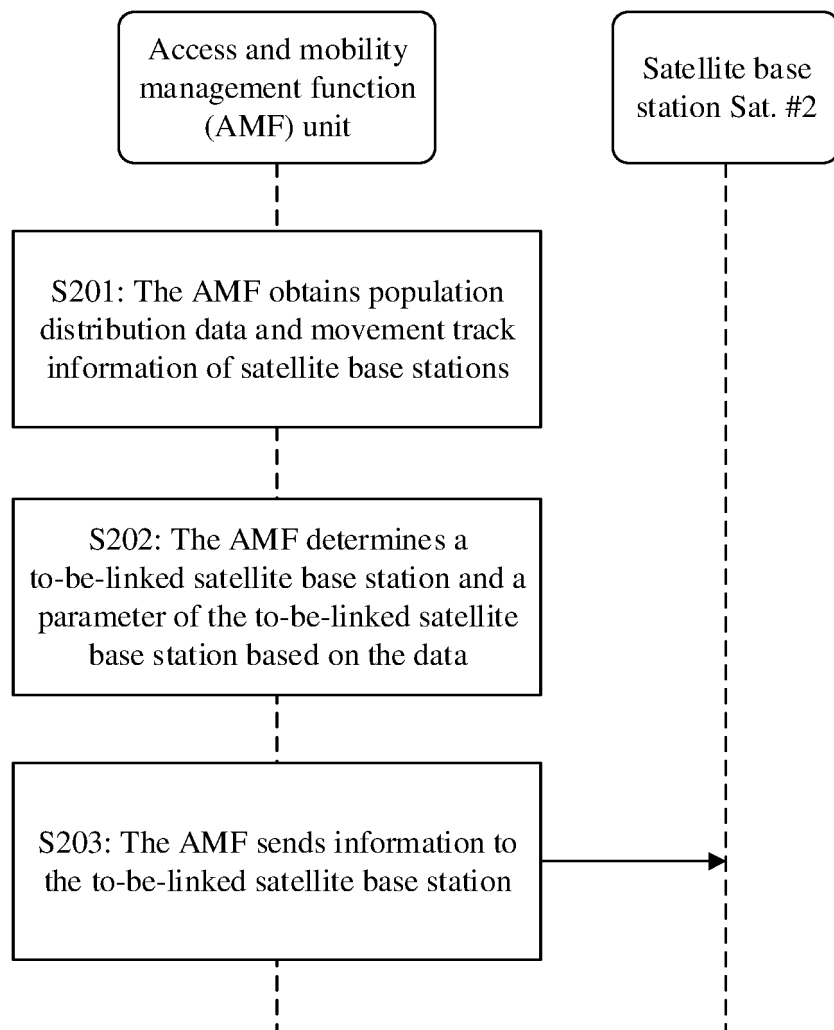 Access and mobility
management function
(AMF) unit
Satellite base
station Sat. #2
S201: The AMF obtains population
distribution data and movement track
information of satellite base stations
S202: The AMF determines a
to-be-linked satellite base station and a
parameter of the to-be-linked satellite
base station based on the data
S203: The AMF sends information to
the to-be-linked satellite base station